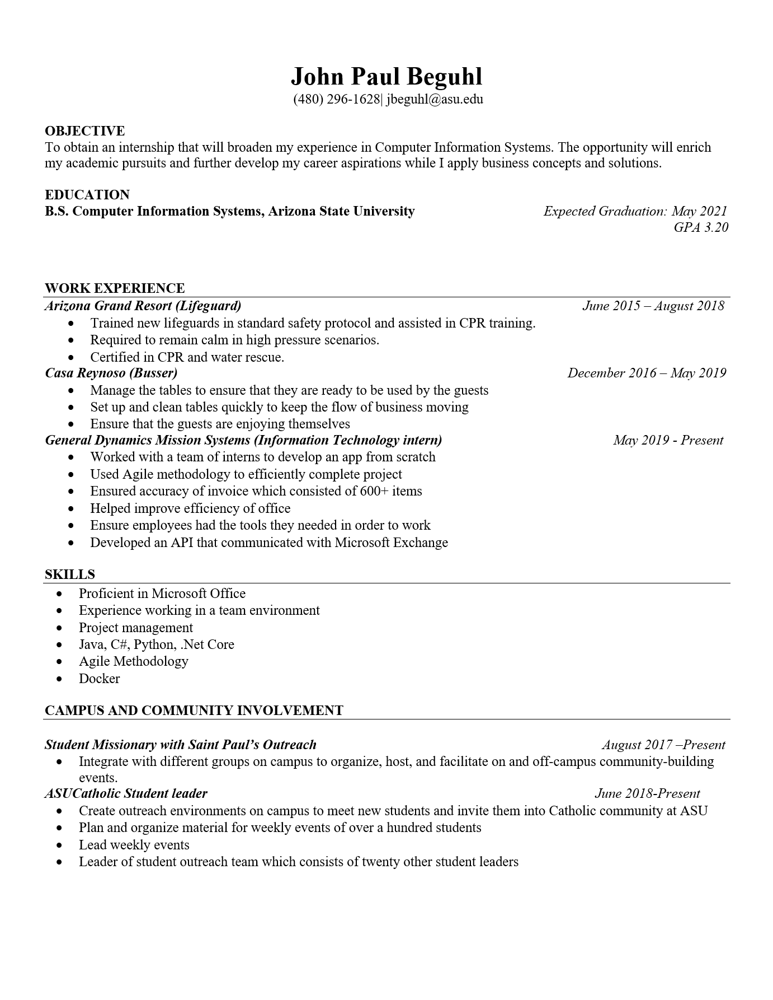 John Paul Beguhl
(480) 296-1628| jbeguhl@asu.edu
OBJECTIVE
To obtain an internship that will broaden my experience in Computer Information Systems. The opportunity will enrich
my academic pursuits and further develop my career aspirations while I apply business concepts and solutions.
EDUCATION
B.S. Computer Information Systems, Arizona State University Expected Graduation: May 2021
GPA 3.20
WORK EXPERIENCE
Arizona Grand Resort (Lifeguard) June 2015 – August 2018
• Trained new lifeguards in standard safety protocol and assisted in CPR training.
• Required to remain calm in high pressure scenarios.
• Certified in CPR and water rescue.
Casa Reynoso (Busser) December 2016 – May 2019
• Manage the tables to ensure that they are ready to be used by the guests
• Set up and clean tables quickly to keep the flow of business moving
• Ensure that the guests are enjoying themselves
General Dynamics Mission Systems (Information Technology intern) May 2019 - Present
• Worked with a team of interns to develop an app from scratch
• Used Agile methodology to efficiently complete project
• Ensured accuracy of invoice which consisted of 600+ items
• Helped improve efficiency of office
• Ensure employees had the tools they needed in order to work
• Developed an API that communicated with Microsoft Exchange
SKILLS
• Proficient in Microsoft Office
• Experience working in a team environment
• Project management
• Java, C#, Python, .Net Core
• Agile Methodology
• Docker
CAMPUS AND COMMUNITY INVOLVEMENT
Student Missionary with Saint Paul’s Outreach August 2017 –Present
• Integrate with different groups on campus to organize, host, and facilitate on and off-campus community-building
events.
ASUCatholic Student leader June 2018-Present
• Create outreach environments on campus to meet new students and invite them into Catholic community at ASU
• Plan and organize material for weekly events of over a hundred students
• Lead weekly events
• Leader of student outreach team which consists of twenty other student leaders